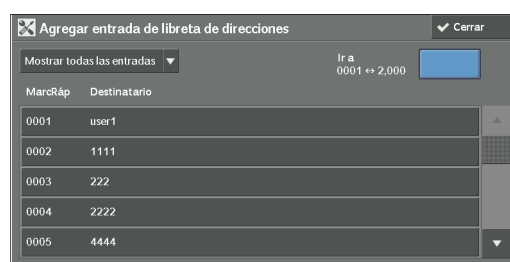 Agregar entrada de libreta de direcciones
Cerrar
Mostrar todas las entradas
Ir a
0001 ↔ 2,000
MarcRáp Destinatario
0001 user1
0002 1111
0003 222
0004 2222
0005 4444